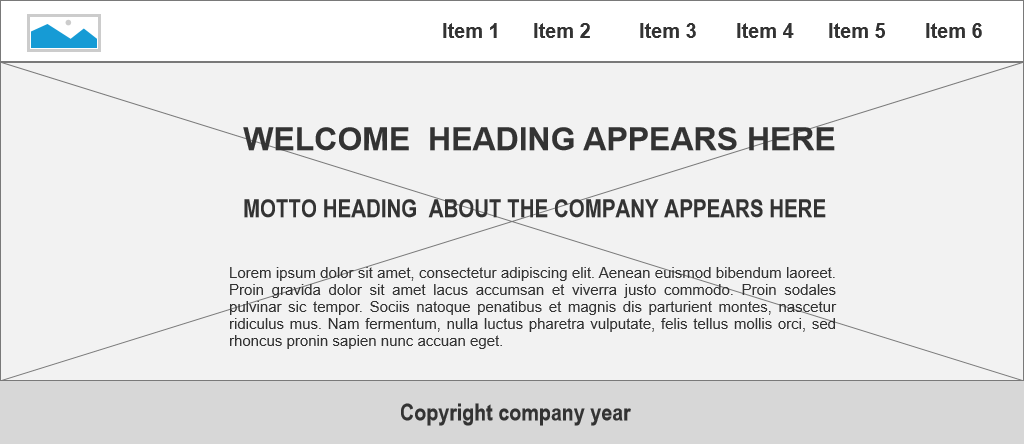 Item 1 Item 2 Item 3 Item 4 Item 5 Item 6
WELCOME HEADING APPEARS HERE
MOTTO HEADING ABOUT THE COMPANY APPEARS HERE
Lorem ipsum dolor sit amet, consectetur adipiscing elit. Aenean euismod bibendum laoreet.
Proin gravida dolor sit amet lacus accumsan et viverra justo commodo. Proin sodales
pulvinar sic tempor. Sociis natoque penatibus et magnis dis parturient montes, nascetur
ridiculus mus. Nam fermentum, nulla luctus pharetra vulputate, felis tellus mollis orci, sed
rhoncus pronin sapien nunc accuan eget.
Copyright company year